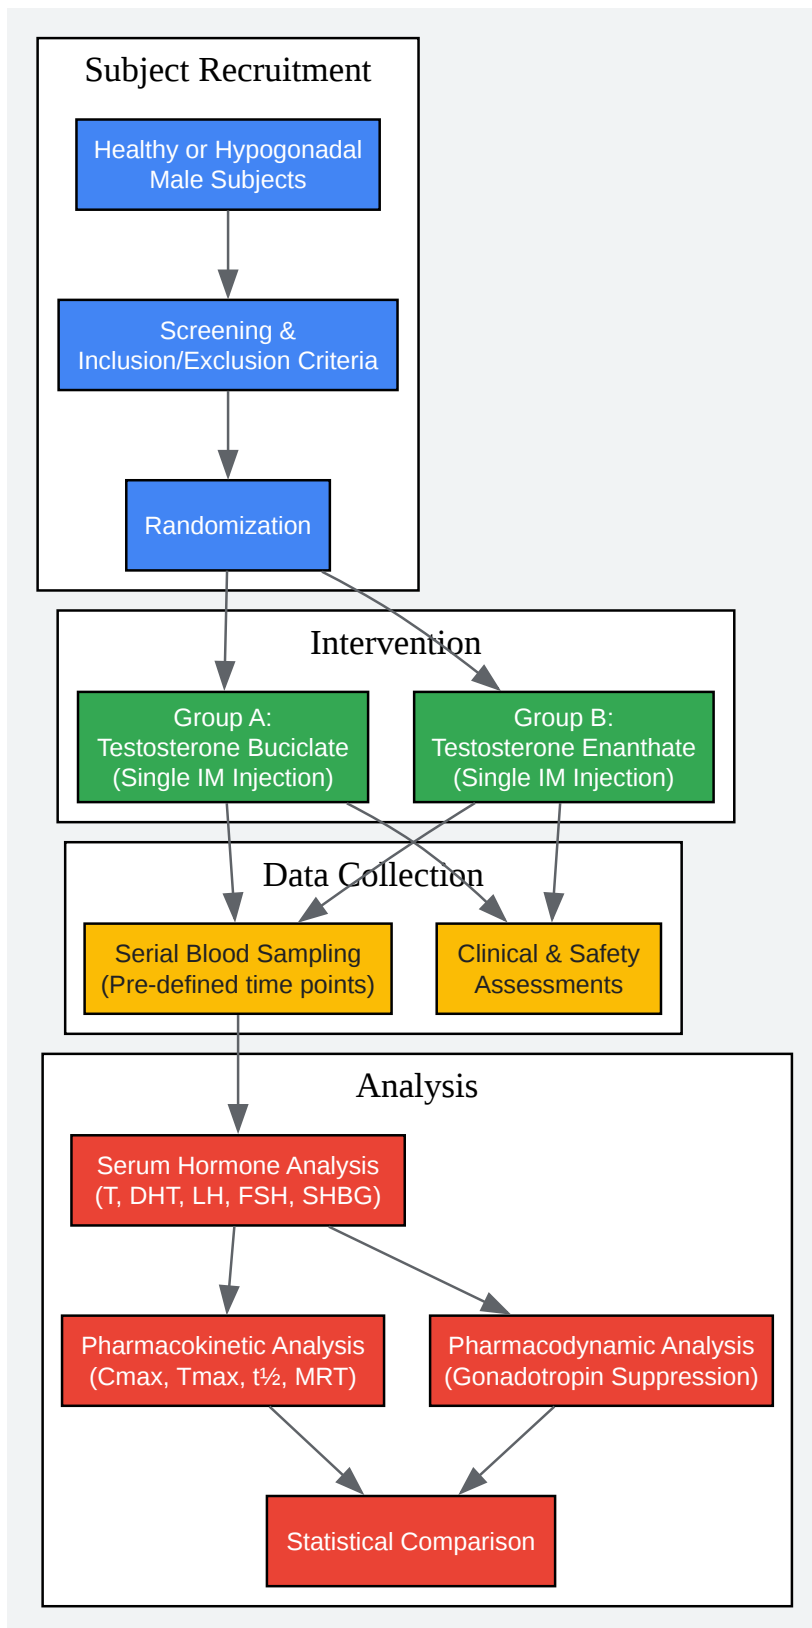 Subject Recruitment
Healthy or Hypogonadal
Male Subjects
Screening &
Inclusion/Exclusion Criteria
Randomization
Intervention
Group A:
Testosterone Buciclate
(Single IM Injection)
Group B:
Testosterone Enanthate
(Single IM Injection)
Data Collection
Serial Blood Sampling
(Pre-defined time points)
Clinical & Safety
Assessments
Analysis
Serum Hormone Analysis
(T, DHT, LH, FSH, SHBG)
Pharmacokinetic Analysis
(Cmax, Tmax, t½, MRT)
Pharmacodynamic Analysis
(Gonadotropin Suppression)
Statistical Comparison